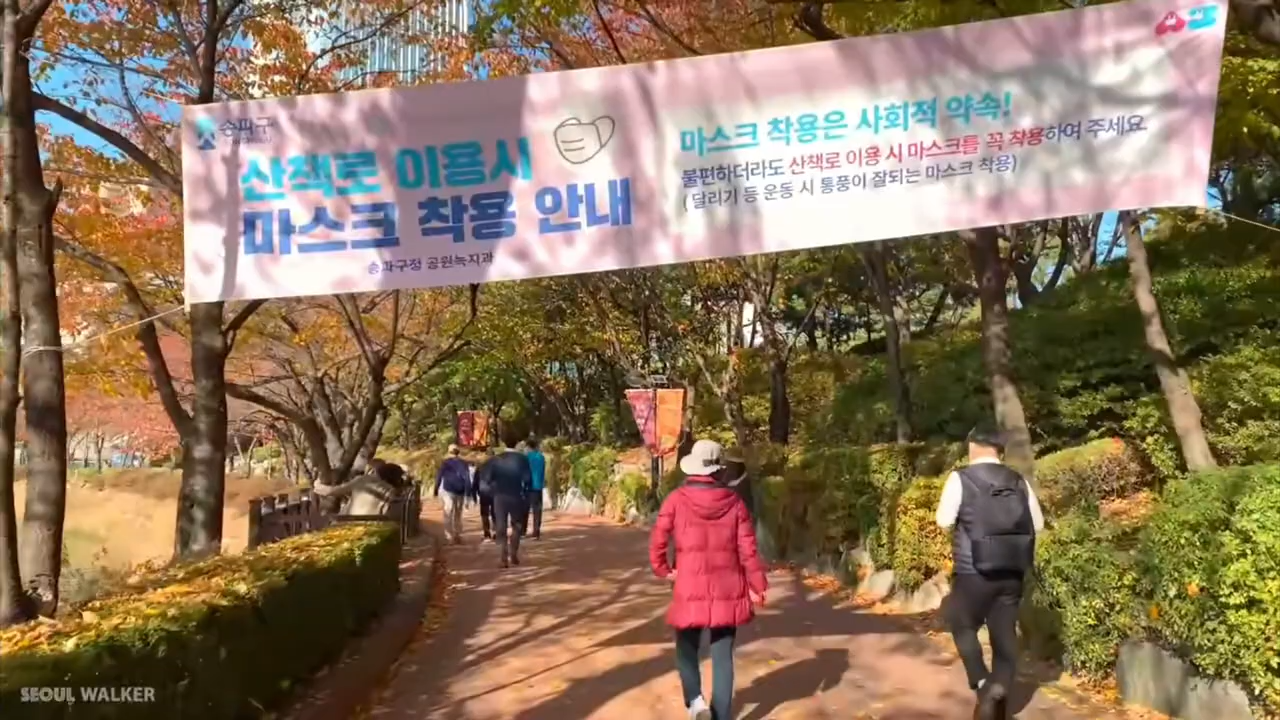 송파구
산책로 이용시
마스크 착용 안내
송파구청 공원녹지과
마스크 착용은 사회적 약속!
불편하더라도 산책로 이용 시 마스크를 꼭 착용하여 주세요.
(달리기 등 운동 시 통풍이 잘되는 마스크 착용)
SEOUL WALKER